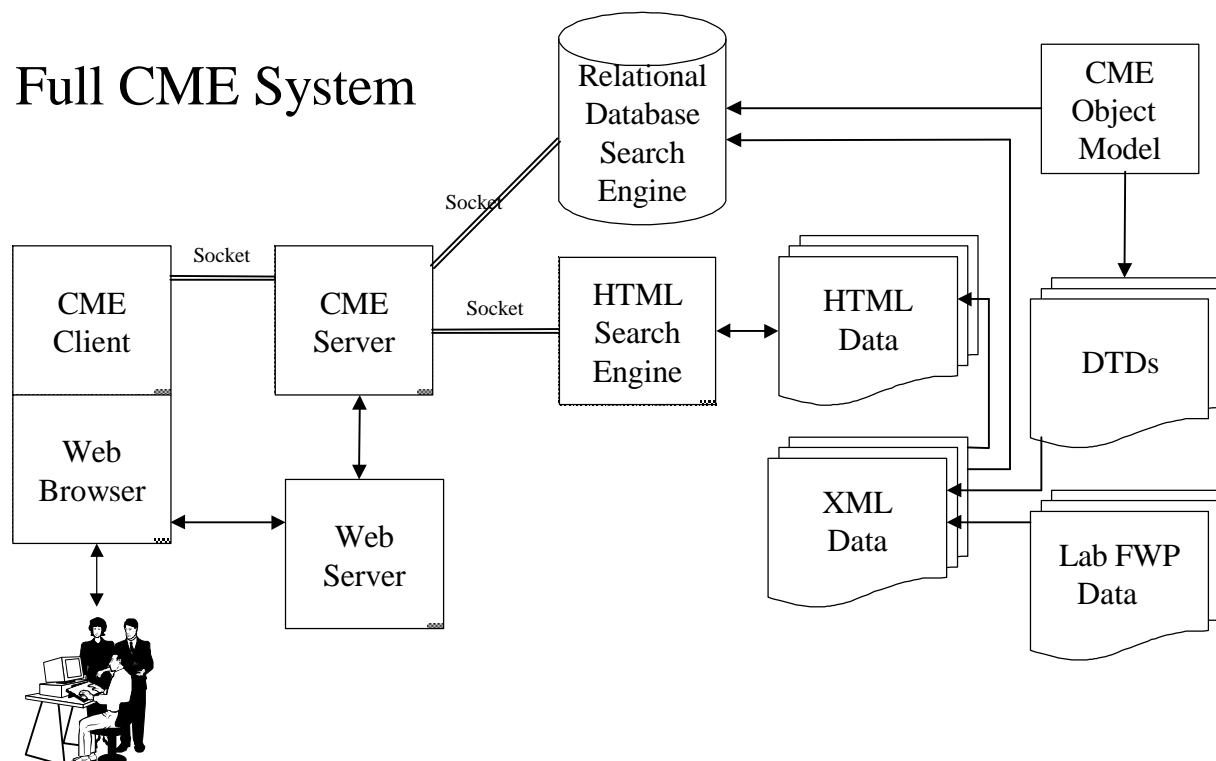 Full CME System
Relational
Database
Search
Engine
CME
Object
Model
Socket
Socket
CME
Client
CME
Server
Socket
HTML
Search
Engine
HTML
Data
DTDs
Web
Browser
Web
Server
XML
Data
Lab FWP
Data